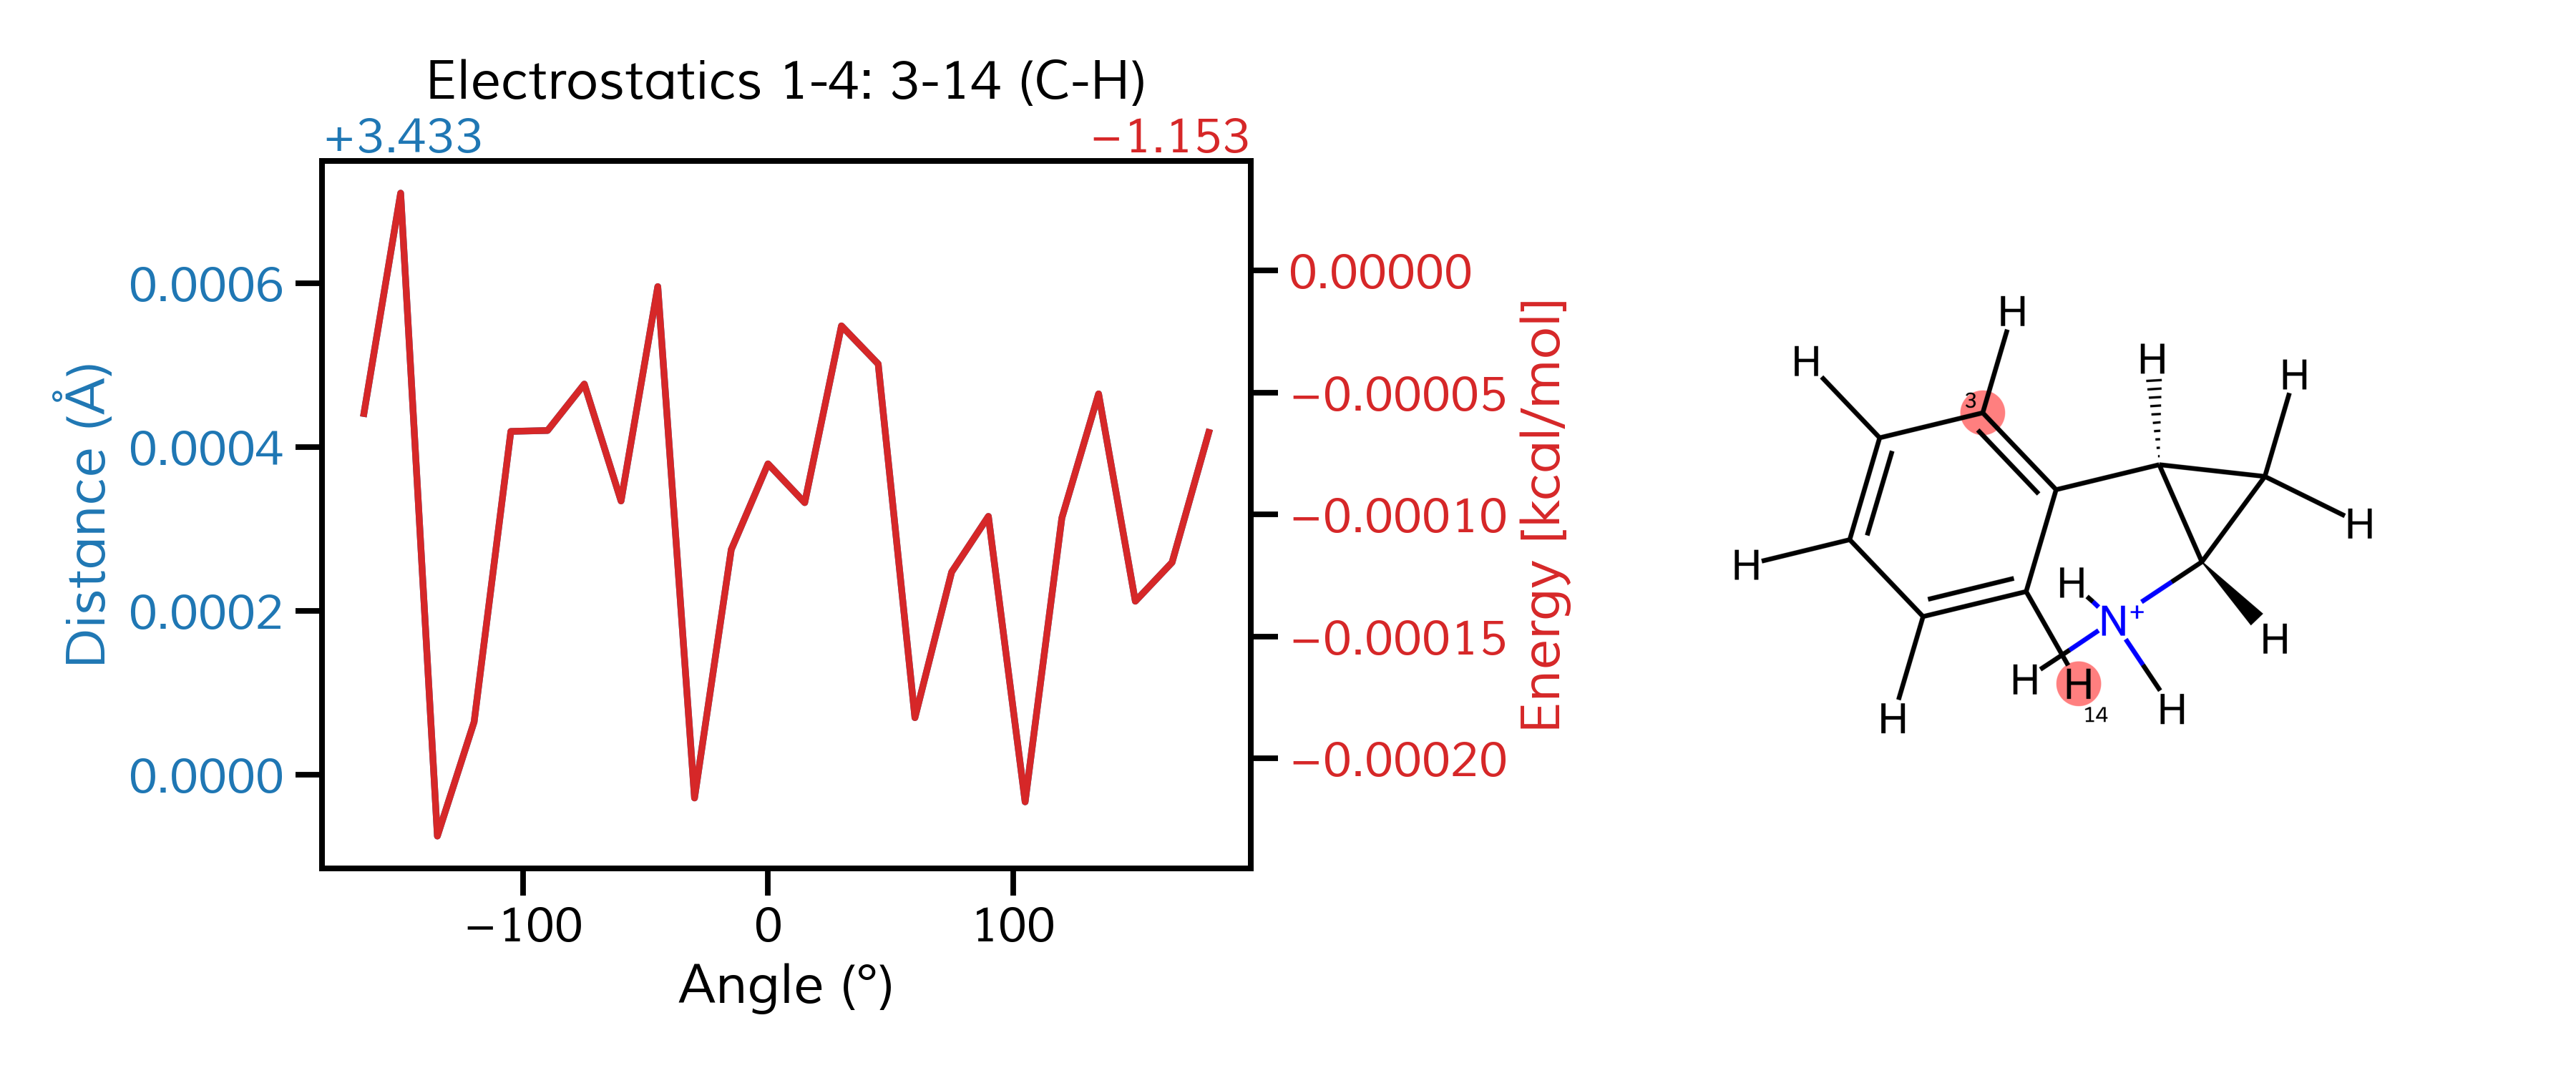 Electrostatics 1-4: 3-14 (C-H)
+3.433
−1.153
Distance (Å)
0.0006
0.0004
0.0002
0.0000
−100
0
100
Angle (°)
0.00000
−0.00005
−0.00010
−0.00015
−0.00020
Energy [kcal/mol]
H
H
H
H
3
H
H
H
H
N+
H
H
H
H
14
H